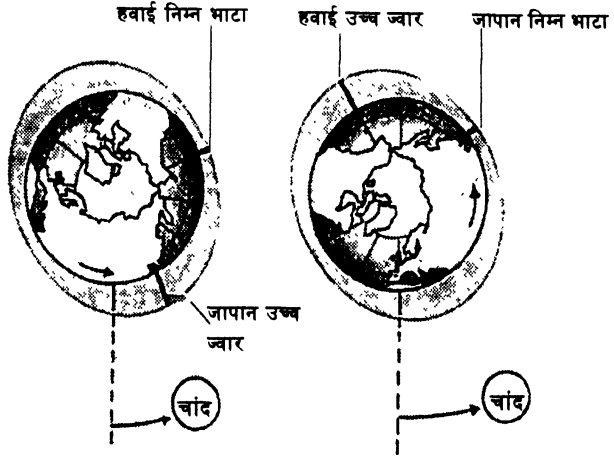 हवाई निम्न भाटा
हवाई उच्च ज्वार
जापान निम्न भाटा
जापान उच्च
ज्वार
चांद
चांद